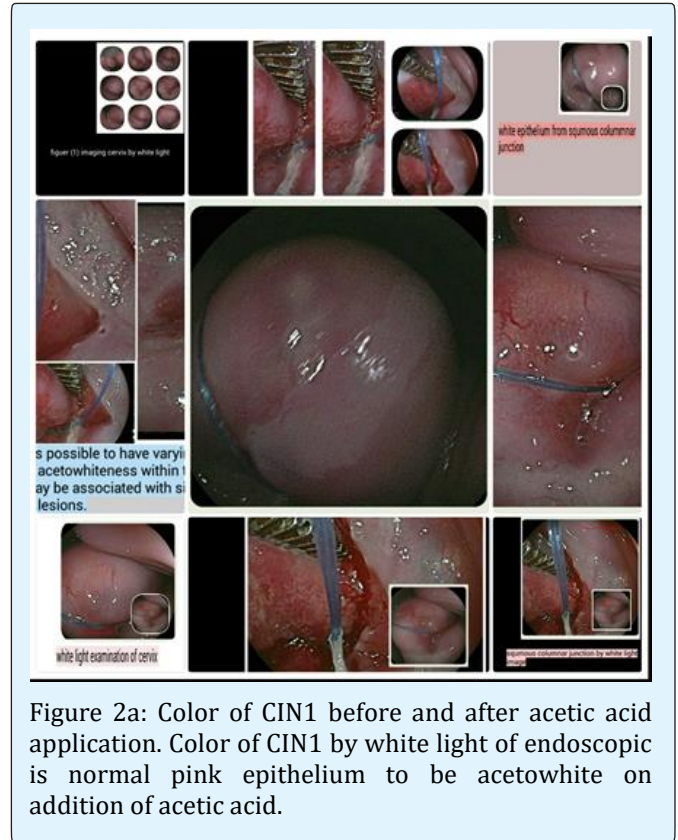 figuer (1) imaging cervix by white light
white epithelium from squmous colummnar
junction
s possible to have varyi
acetowhiteness within t
ay be associated with si
lesions.
white light examination of cervix
squmous columnar junction by white light
image
Figure 2a: Color of CIN1 before and after acetic acid
application. Color of CIN1 by white light of endoscopic
is normal pink epithelium to be acetowhite on
addition of acetic acid.